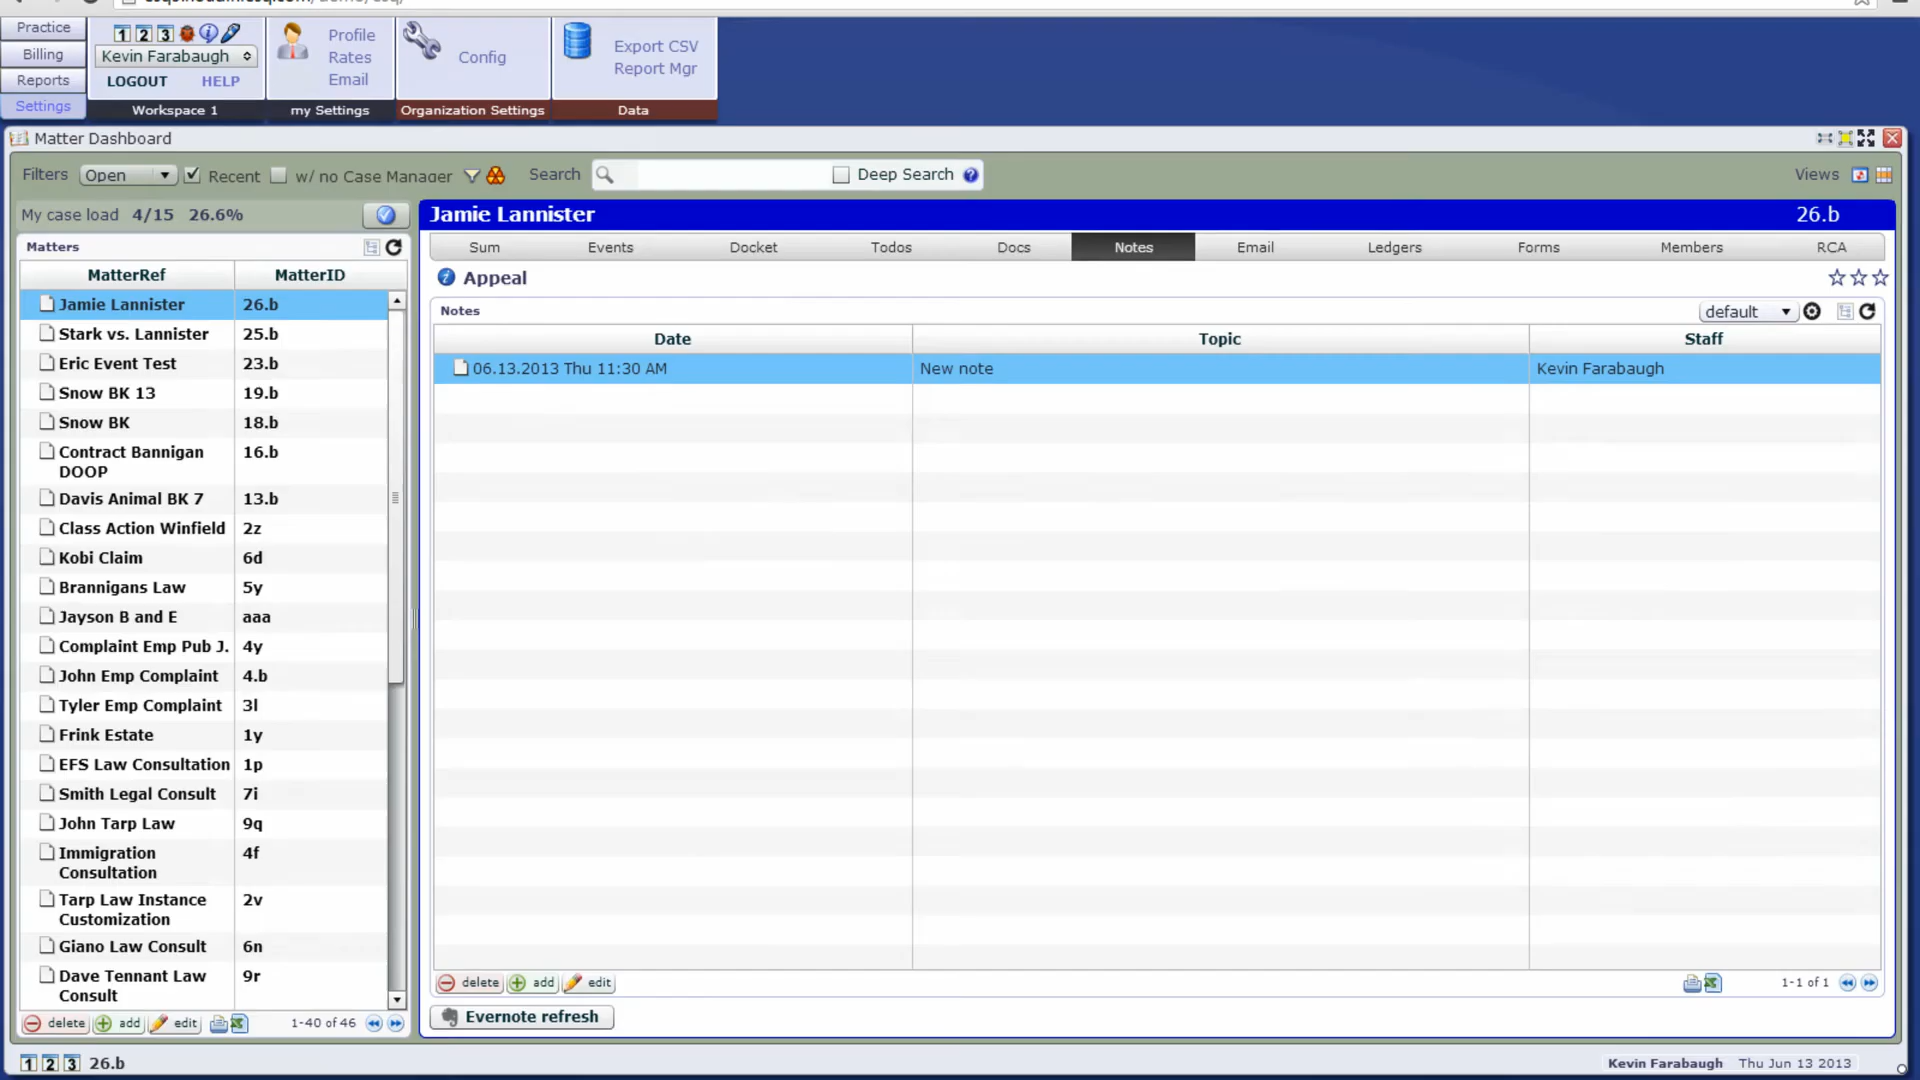 Practice
Billing
Reports
Settings
1 2 3
Kevin Farabaugh
LOGOUT HELP
Workspace 1
Profile
Rates
Email
my Settings
Config
Organization Settings
Export CSV
Report Mgr
Data
Matter Dashboard
Filters Open Recent w/ no Case Manager Search Deep Search Views
My case load 4/15 26.6%
Matters
MatterRef MatterID
Jamie Lannister 26.b
Stark vs. Lannister 25.b
Eric Event Test 23.b
Snow BK 13 19.b
Snow BK 18.b
Contract Bannigan 16.b
DOOP
Davis Animal BK 7 13.b
Class Action Winfield 2z
Kobi Claim 6d
Brannigans Law 5y
Jayson B and E aaa
Complaint Emp Pub J. 4y
John Emp Complaint 4.b
Tyler Emp Complaint 3l
Frink Estate 1y
EFS Law Consultation 1p
Smith Legal Consult 7i
John Tarp Law 9q
Immigration 4f
Consultation
Tarp Law Instance 2v
Customization
Giano Law Consult 6n
Dave Tennant Law 9r
Consult
delete add edit 1-40 of 46
Jamie Lannister 26.b
Sum Events Docket Todos Docs Notes Email Ledgers Forms Members RCA
Appeal
Notes default
Date Topic Staff
06.13.2013 Thu 11:30 AM New note Kevin Farabaugh
delete add edit 1-1 of 1
Evernote refresh
1 2 3 26.b
Kevin Farabaugh Thu Jun 13 2013